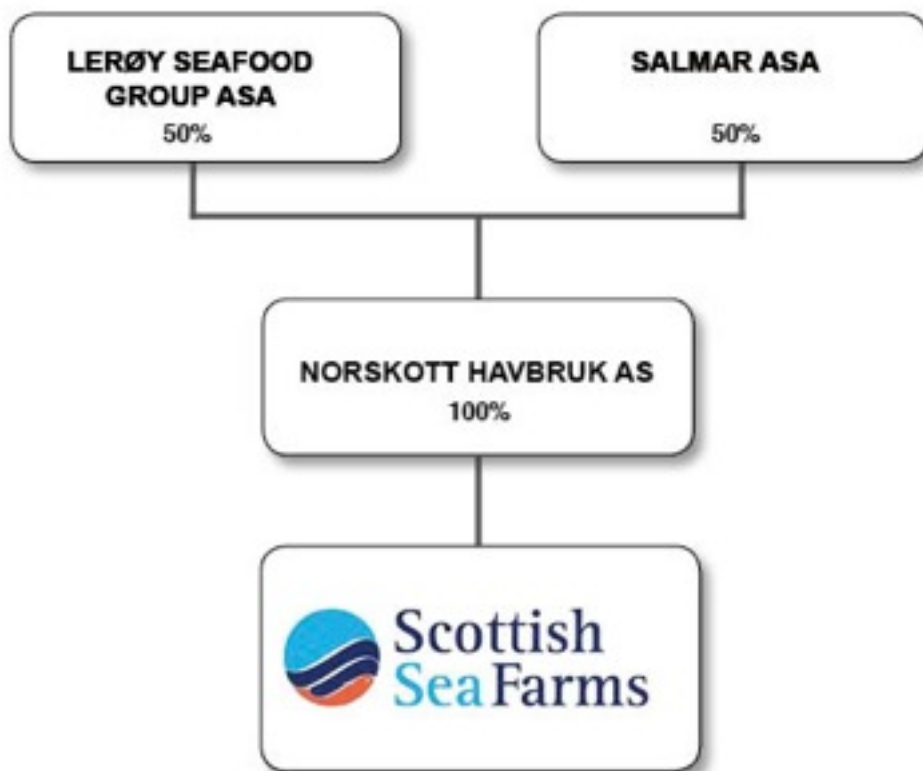 LERØY SEAFOOD
GROUP ASA
50%
SALMAR ASA
50%
NORSKOTT HAVBRUK AS
100%
Scottish
Sea Farms